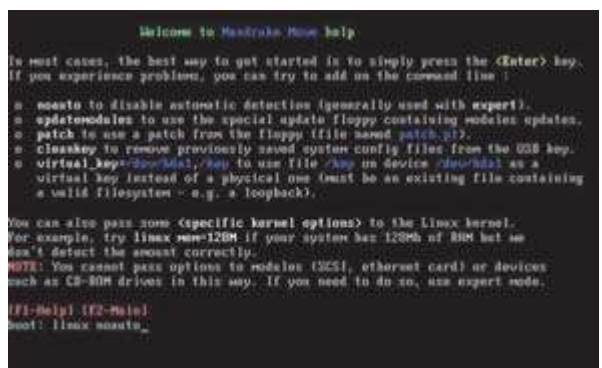 Welcome to Mandrake Move help
In most cases, the best way to get started is to simply press the <Enter> key.
If you experience problems, you can try to add on the command line :
o noauto to disable automatic detection (generally used with expert).
o updatemodules to use the special update floppy containing modules updates.
o patch to use a patch from the floppy (file named patch.pl).
o cleankey to remove previously saved system config files from the USB key.
o virtual_key=/dev/hda1,/key to use file /key on device /dev/hda1 as a
virtual key instead of a physical one (must be an existing file containing
a valid filesystem - e.g. a loopback).
You can also pass some <specific kernel options> to the Linux kernel.
For example, try linux mem=128M if your system has 128Mb of RAM but we
don't detect the amount correctly.
NOTE: You cannot pass options to modules (SCSI, ethernet card) or devices
such as CD-ROM drives in this way. If you need to do so, use expert mode.
[F1-Help] [F2-Main]
boot: linux noauto_